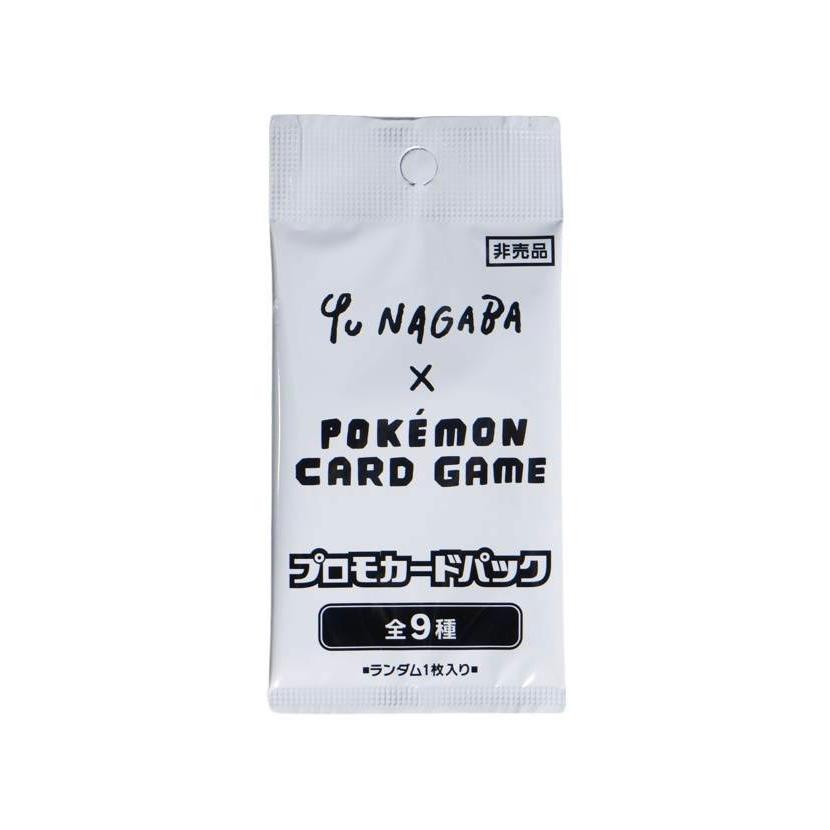 非売品
Yu NAGABA
×
POKÉMON
CARD GAME
プロモカードパック
全9種
■ランダム1枚入り■